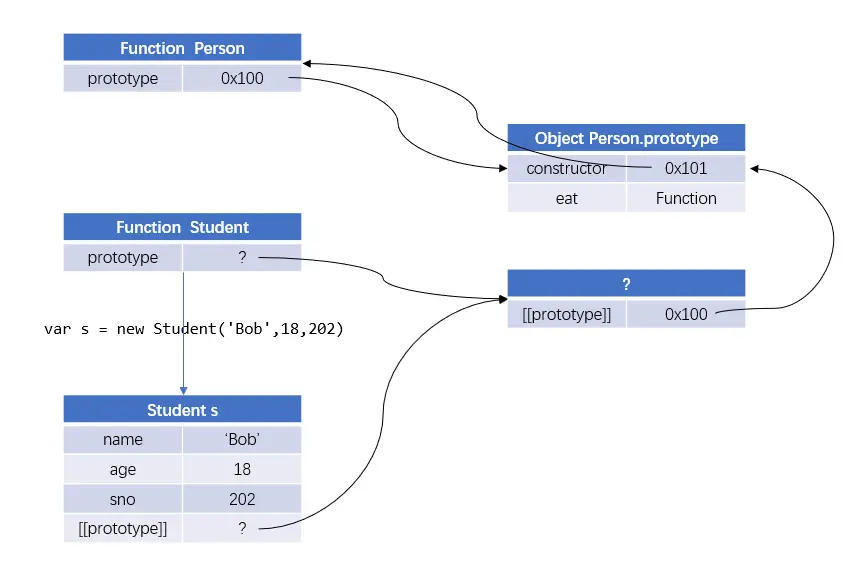 Function Person
prototype 0x100
Object Person.prototype
constructor 0x101
eat Function
Function Student
prototype ?
?
[[prototype]] 0x100
var s = new Student('Bob',18,202)
Student s
name ‘Bob’
age 18
sno 202
[[prototype]] ?